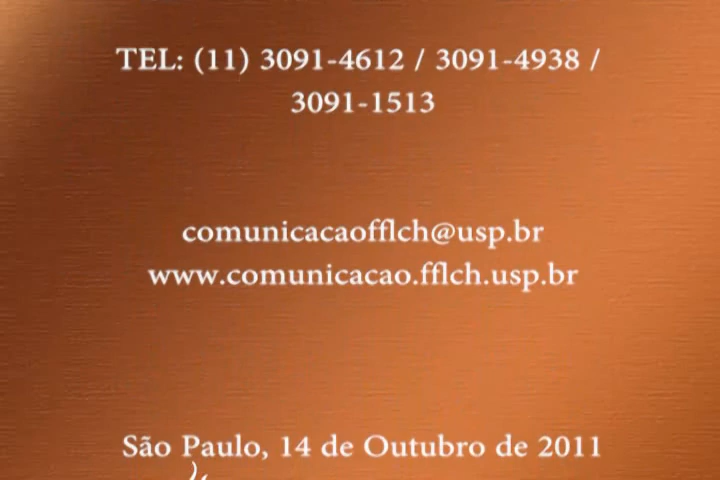 TEL: (11) 3091-4612 / 3091-4938 /
3091-1513
comunicacaofflch@usp.br
www.comunicacao.fflch.usp.br
São Paulo, 14 de Outubro de 2011